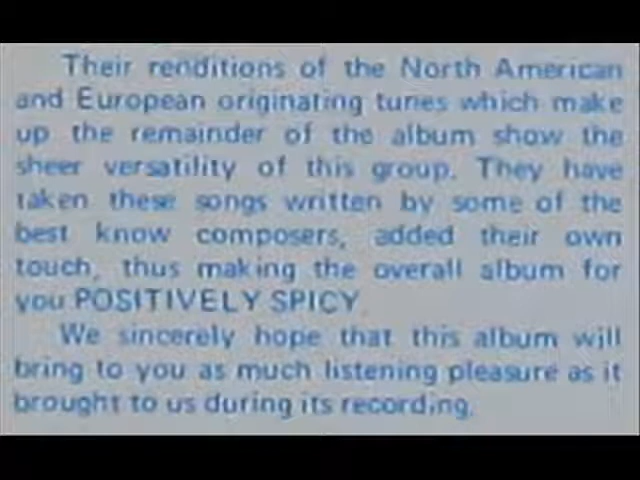 Their renditions of the North American
and European originating tunes which make
up the remainder of the album show the
sheer versatility of this group. They have
taken these songs written by some of the
best know composers, added their own
touch, thus making the overall album for
you POSITIVELY SPICY.
We sincerely hope that this album will
bring to you as much listening pleasure as it
brought to us during its recording.